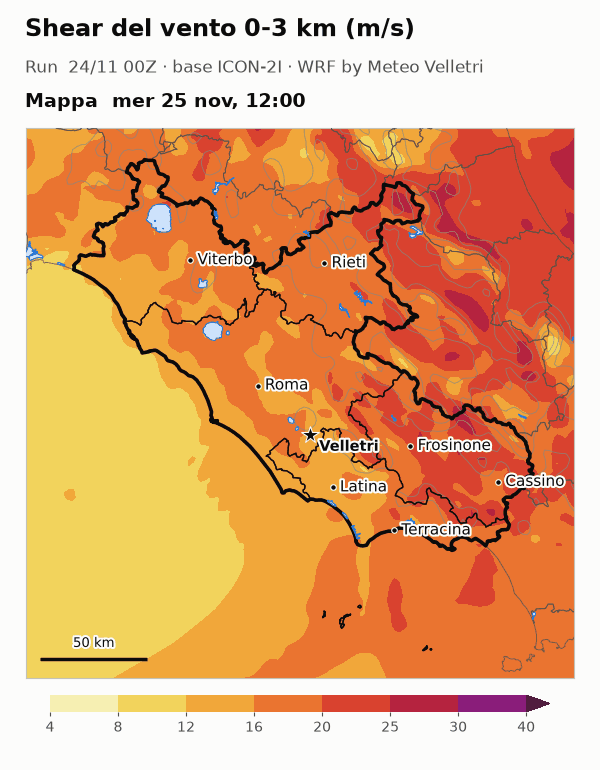 Shear del vento 0-3 km (m/s)
Run  24/11 00Z · base ICON-2I · WRF by Meteo Velletri
Mappa  mer 25 nov, 12:00
Viterbo
Rieti
Roma
Velletri
Frosinone
Cassino
Latina
Terracina
50 km
4 8 12 16 20 25 30 40